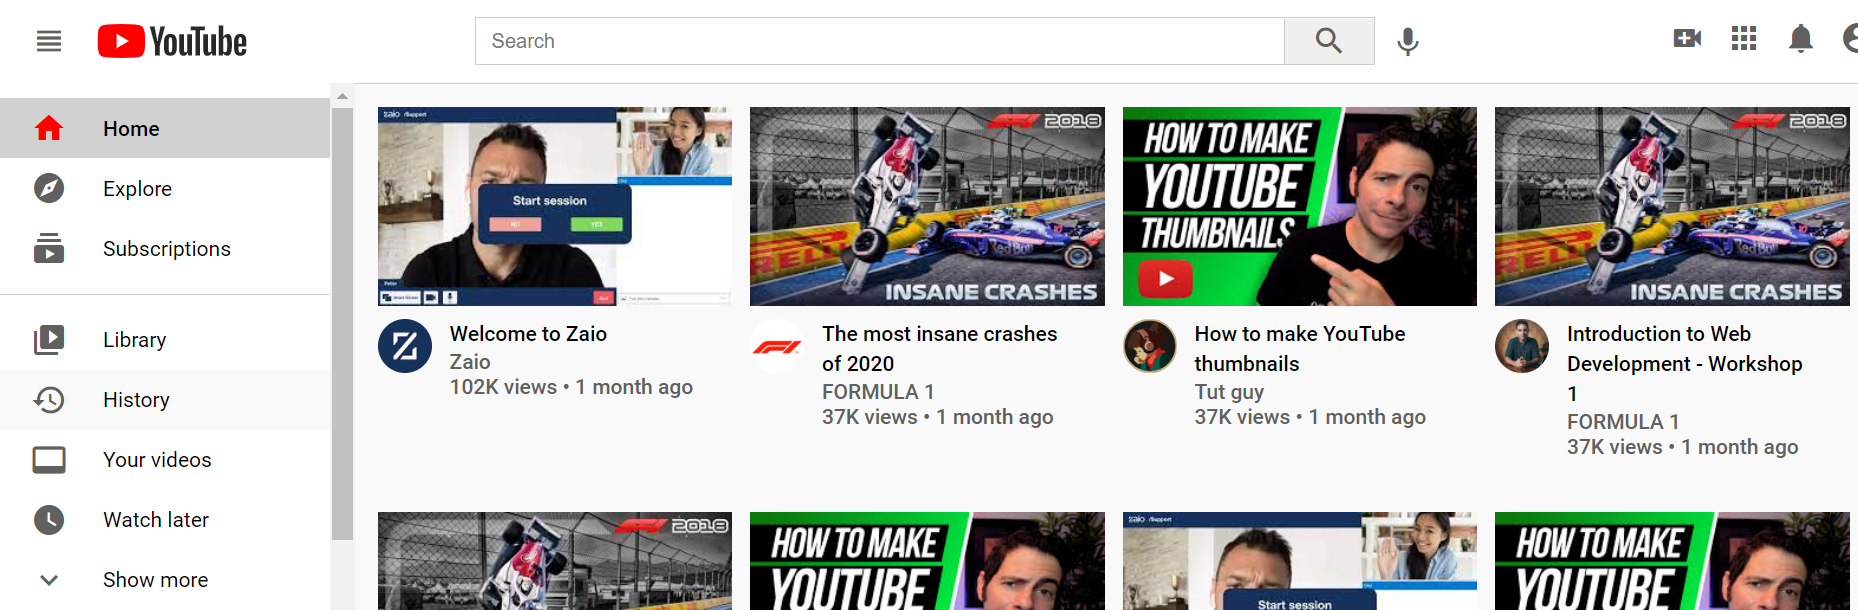 YouTube
Search
Home
Explore
Subscriptions
Library
History
Your videos
Watch later
Show more
zaio /Support
Start session
NO
YES
F1 2018
INSANE CRASHES
HOW TO MAKE
YOUTUBE
THUMBNAILS
F1 2018
INSANE CRASHES
Welcome to Zaio
Zaio
102K views • 1 month ago
The most insane crashes
of 2020
FORMULA 1
37K views • 1 month ago
How to make YouTube
thumbnails
Tut guy
37K views • 1 month ago
Introduction to Web
Development - Workshop
1
FORMULA 1
37K views • 1 month ago
F1 2018
HOW TO MAKE
YOUTUBE
zaio /Support
Start session
HOW TO MAKE
YOUTUBE